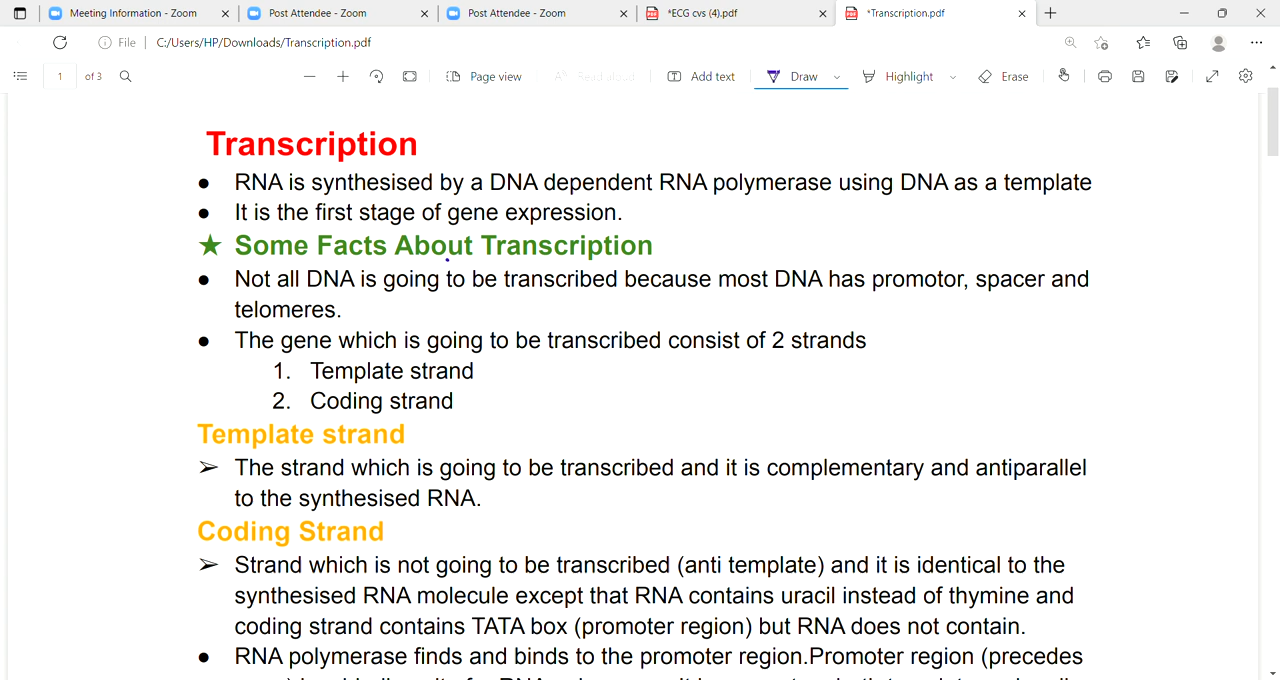 Meeting Information - Zoom
Post Attendee - Zoom
Post Attendee - Zoom
*ECG cvs (4).pdf
*Transcription.pdf
File C:/Users/HP/Downloads/Transcription.pdf
1 of 3
Page view
Read aloud
Add text
Draw
Highlight
Erase
Transcription
● RNA is synthesised by a DNA dependent RNA polymerase using DNA as a template
● It is the first stage of gene expression.
★ Some Facts About Transcription
● Not all DNA is going to be transcribed because most DNA has promotor, spacer and
telomeres.
● The gene which is going to be transcribed consist of 2 strands
1. Template strand
2. Coding strand
Template strand
➢ The strand which is going to be transcribed and it is complementary and antiparallel
to the synthesised RNA.
Coding Strand
➢ Strand which is not going to be transcribed (anti template) and it is identical to the
synthesised RNA molecule except that RNA contains uracil instead of thymine and
coding strand contains TATA box (promoter region) but RNA does not contain.
● RNA polymerase finds and binds to the promoter region.Promoter region (precedes